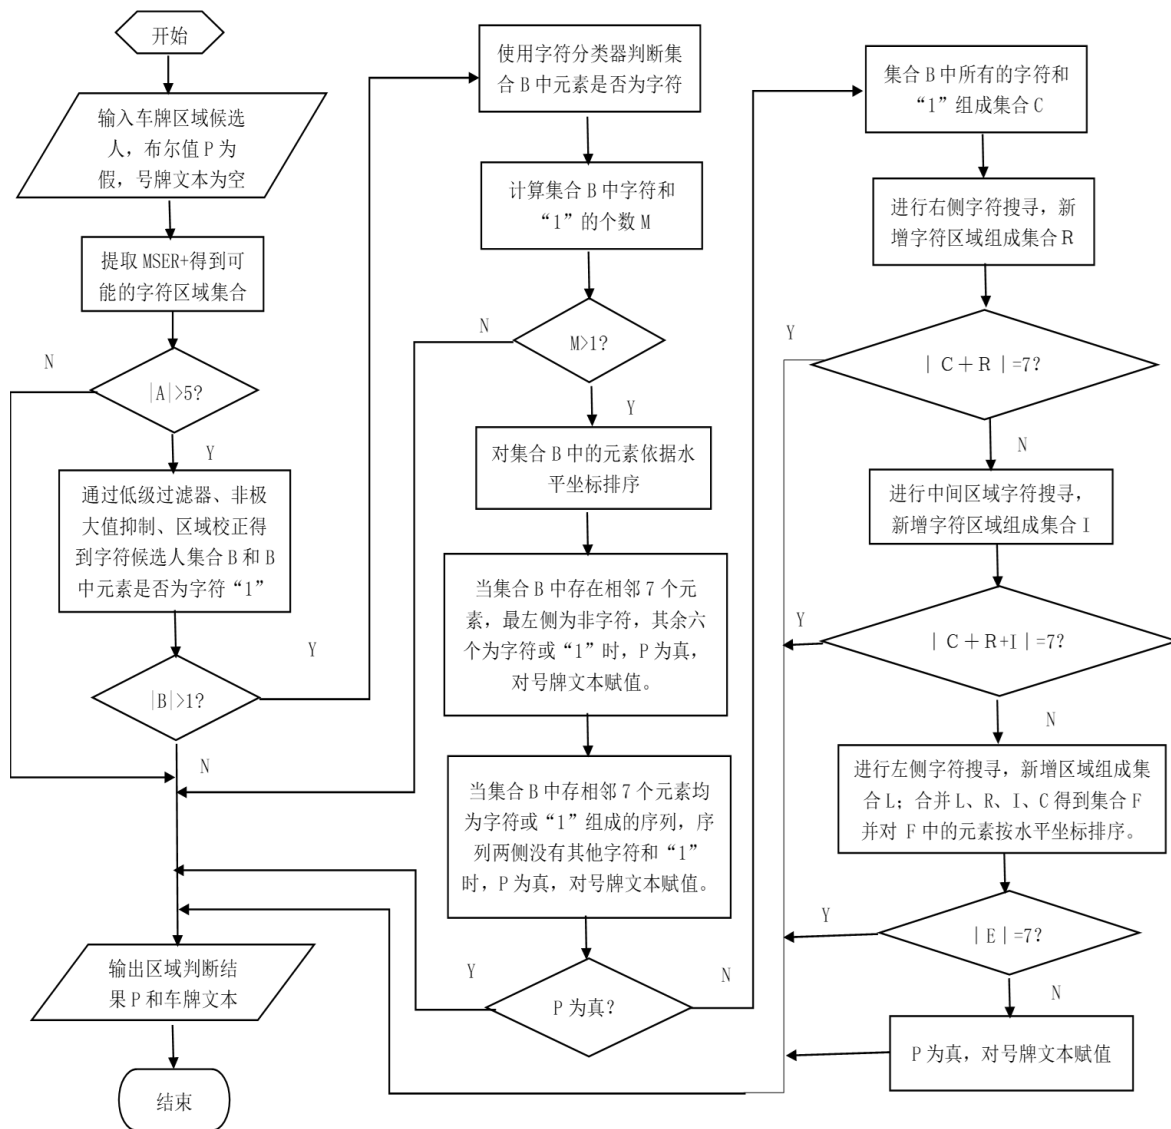 开始
输入车牌区域候选
人，布尔值 P 为
假，号牌文本为空
提取 MSER+得到可
能的字符区域集合
N
|A|>5?
Y
通过低级过滤器、非极
大值抑制、区域校正得
到字符候选人集合 B 和 B
中元素是否为字符“1”
Y
|B|>1?
N
输出区域判断结
果 P 和车牌文本
结束
使用字符分类器判断集
合 B 中元素是否为字符
计算集合 B 中字符和
“1”的个数 M
N
M>1?
Y
对集合 B 中的元素依据水
平坐标排序
当集合 B 中存在相邻 7 个元
素，最左侧为非字符，其余六
个为字符或“1”时，P 为真，
对号牌文本赋值。
当集合 B 中存相邻 7 个元素均
为字符或“1”组成的序列，序
列两侧没有其他字符和“1”
时，P 为真，对号牌文本赋值。
Y
P 为真?
N
集合 B 中所有的字符和
“1”组成集合 C
进行右侧字符搜寻，新
增字符区域组成集合 R
Y
| C＋R |=7?
N
进行中间区域字符搜寻，
新增字符区域组成集合 I
Y
| C＋R+I|=7?
N
进行左侧字符搜寻，新增区域组成集
合 L；合并 L、R、I、C 得到集合 F
并对 F 中的元素按水平坐标排序。
Y
|E|=7?
N
P 为真，对号牌文本赋值